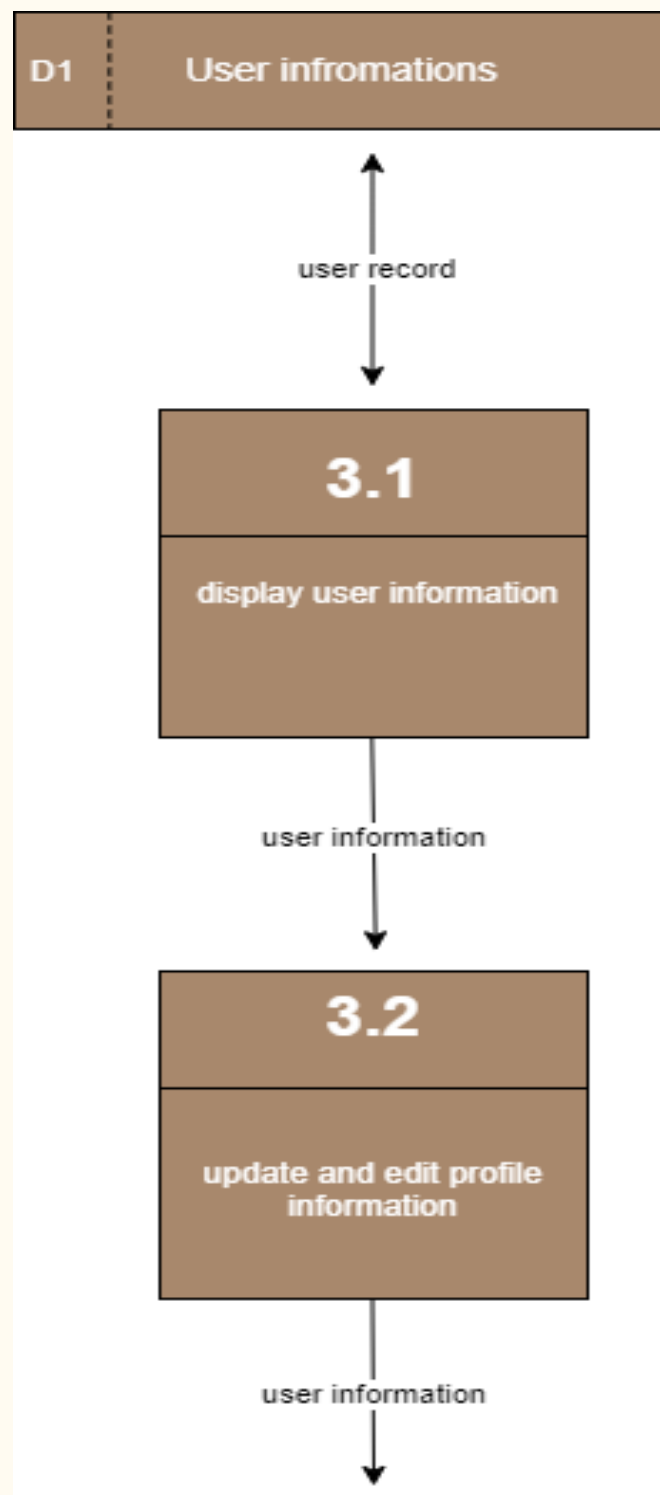 D1 User infromations
user record
3.1
display user information
user information
3.2
update and edit profile
information
user information